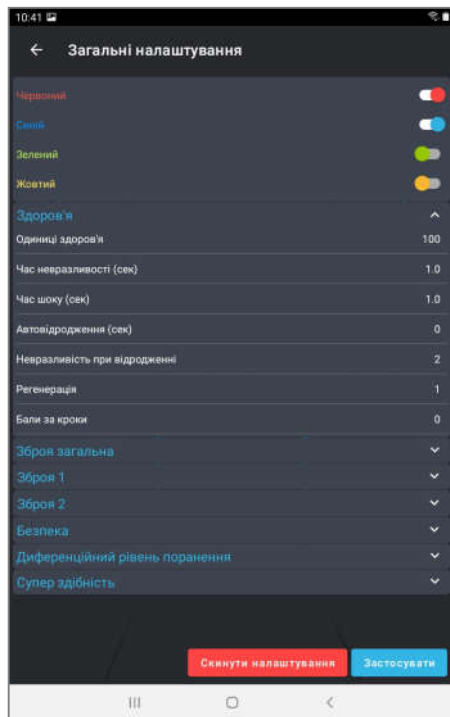 10:41
Загальні налаштування
Червоний
Синій
Зелений
Жовтий
Здоров'я
Одиниці здоров'я 100
Час невразливості (сек) 1.0
Час шоку (сек) 1.0
Автовідродження (сек) 0
Невразливість при відродженні 2
Регенерація 1
Бали за кроки 0
Зброя загальна
Зброя 1
Зброя 2
Безпека
Диференційний рівень поранення
Супер здібність
Скинути налаштування Застосувати